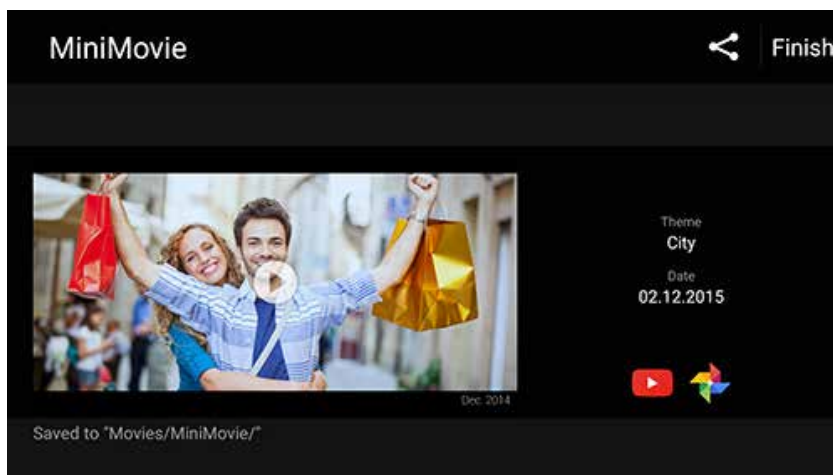 MiniMovie
Finish
Theme
City
Date
02.12.2015
Dec. 2014
Saved to "Movies/MiniMovie/"